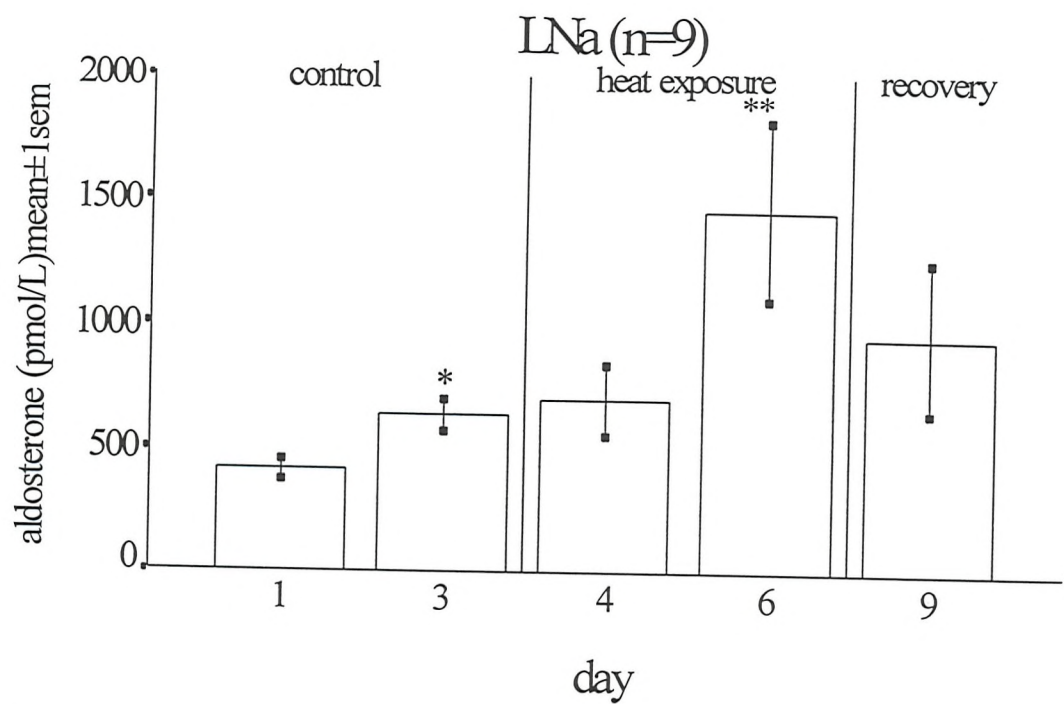 LNa (n=9)
control
heat exposure
recovery
2000
1500
1000
500
0
*
**
1
3
4
6
9
aldosterone (pmol/L)mean±1sem
day